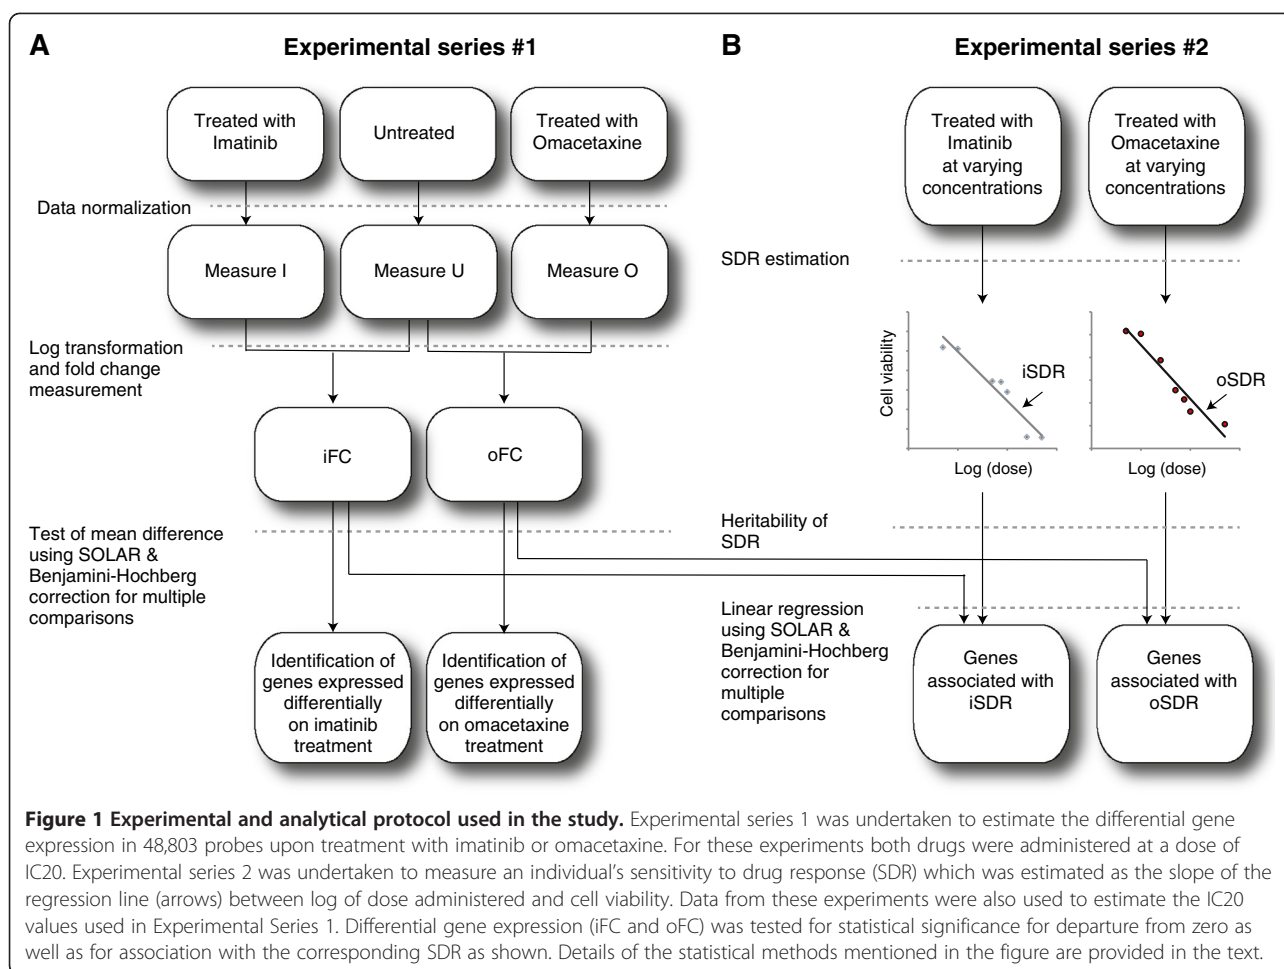 A
Experimental series #1
Treated with
Imatinib
Untreated
Treated with
Omacetaxine
Data normalization
Measure I
Measure U
Measure O
Log transformation
and fold change
measurement
iFC
oFC
Test of mean difference
using SOLAR &
Benjamini-Hochberg
correction for multiple
comparisons
Identification of
genes expressed
differentially
on imatinib
treatment
Identification of
genes expressed
differentially
on omacetaxine
treatment
B
Experimental series #2
Treated with
Imatinib
at varying
concentrations
Treated with
Omacetaxine
at varying
concentrations
SDR estimation
Cell viability
iSDR
Log (dose)
oSDR
Log (dose)
Heritability of
SDR
Linear regression
using SOLAR &
Benjamini-Hochberg
correction for
multiple
comparisons
Genes
associated with
iSDR
Genes
associated with
oSDR
Figure 1 Experimental and analytical protocol used in the study. Experimental series 1 was undertaken to estimate the differential gene
expression in 48,803 probes upon treatment with imatinib or omacetaxine. For these experiments both drugs were administered at a dose of
IC20. Experimental series 2 was undertaken to measure an individual's sensitivity to drug response (SDR) which was estimated as the slope of the
regression line (arrows) between log of dose administered and cell viability. Data from these experiments were also used to estimate the IC20
values used in Experimental Series 1. Differential gene expression (iFC and oFC) was tested for statistical significance for departure from zero as
well as for association with the corresponding SDR as shown. Details of the statistical methods mentioned in the figure are provided in the text.